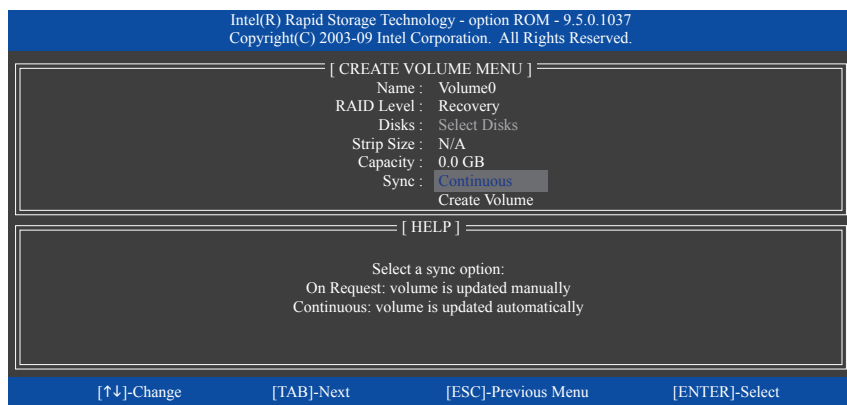 Intel(R) Rapid Storage Technology - option ROM - 9.5.0.1037
Copyright(C) 2003-09 Intel Corporation. All Rights Reserved.
[ CREATE VOLUME MENU ]
Name : Volume0
RAID Level : Recovery
Disks : Select Disks
Strip Size : N/A
Capacity : 0.0 GB
Sync : Continuous
Create Volume
[ HELP ]
Select a sync option:
On Request: volume is updated manually
Continuous: volume is updated automatically
[↑↓]-Change [TAB]-Next [ESC]-Previous Menu [ENTER]-Select